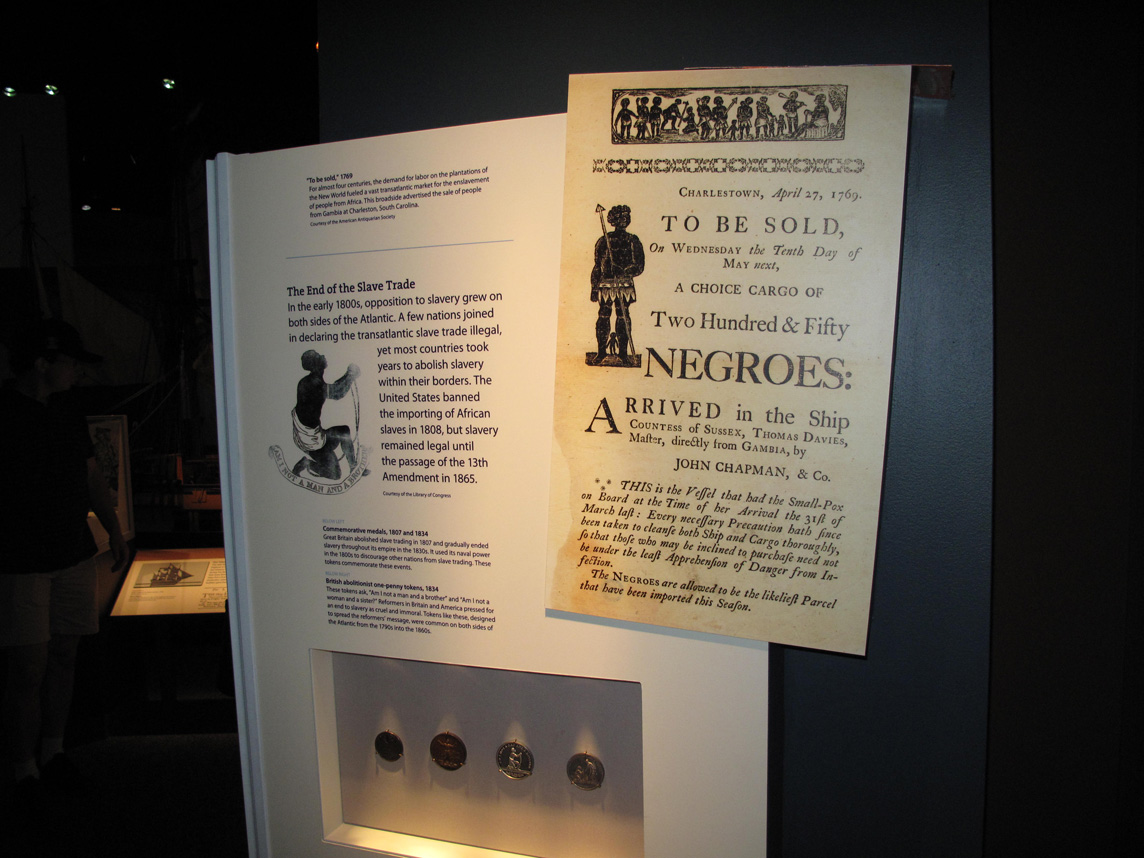 "To be sold," 1769
For almost four centuries, the demand for labor on the plantations of
the New World fueled a vast transatlantic market for the enslavement
of people from Africa. This broadside advertised the sale of people
from Gambia at Charleston, South Carolina.
Courtesy of the American Antiquarian Society
The End of the Slave Trade
In the early 1800s, opposition to slavery grew on
both sides of the Atlantic. A few nations joined
in declaring the transatlantic slave trade illegal,
yet most countries took
years to abolish slavery
within their borders. The
United States banned
the importing of African
slaves in 1808, but slavery
remained legal until
the passage of the 13th
Amendment in 1865.
AM I NOT A MAN AND A BROTHER
Courtesy of the Library of Congress
BELOW LEFT
Commemorative medals, 1807 and 1834
Great Britain abolished slave trading in 1807 and gradually ended
slavery throughout its empire in the 1830s. It used its naval power
in the 1800s to discourage other nations from slave trading. These
tokens commemorate these events.
BELOW RIGHT
British abolitionist one-penny tokens, 1834
These tokens ask, "Am I not a man and a brother" and "Am I not a
woman and a sister?" Reformers in Britain and America pressed for
an end to slavery as cruel and immoral. Tokens like these, designed
to spread the reformers' message, were common on both sides of
the Atlantic from the 1790s into the 1860s.
CHARLESTOWN, April 27, 1769.
TO BE SOLD,
On WEDNESDAY the Tenth Day of
MAY next,
A CHOICE CARGO OF
Two Hundred & Fifty
NEGROES:
ARRIVED in the Ship
COUNTESS OF SUSSEX, THOMAS DAVIES,
Maſter, directly from GAMBIA, by
JOHN CHAPMAN, & Co.
*** THIS is the Veſſel that had the Small-Pox
on Board at the Time of her Arrival the 31ſt of
March laſt: Every neceſſary Precaution hath ſince
been taken to cleanſe both Ship and Cargo thoroughly,
ſo that thoſe who may be inclined to purchaſe need not
be under the leaſt Apprehenſion of Danger from In-
fection.
The NEGROES are allowed to be the likelieſt Parcel
that have been imported this Seaſon.